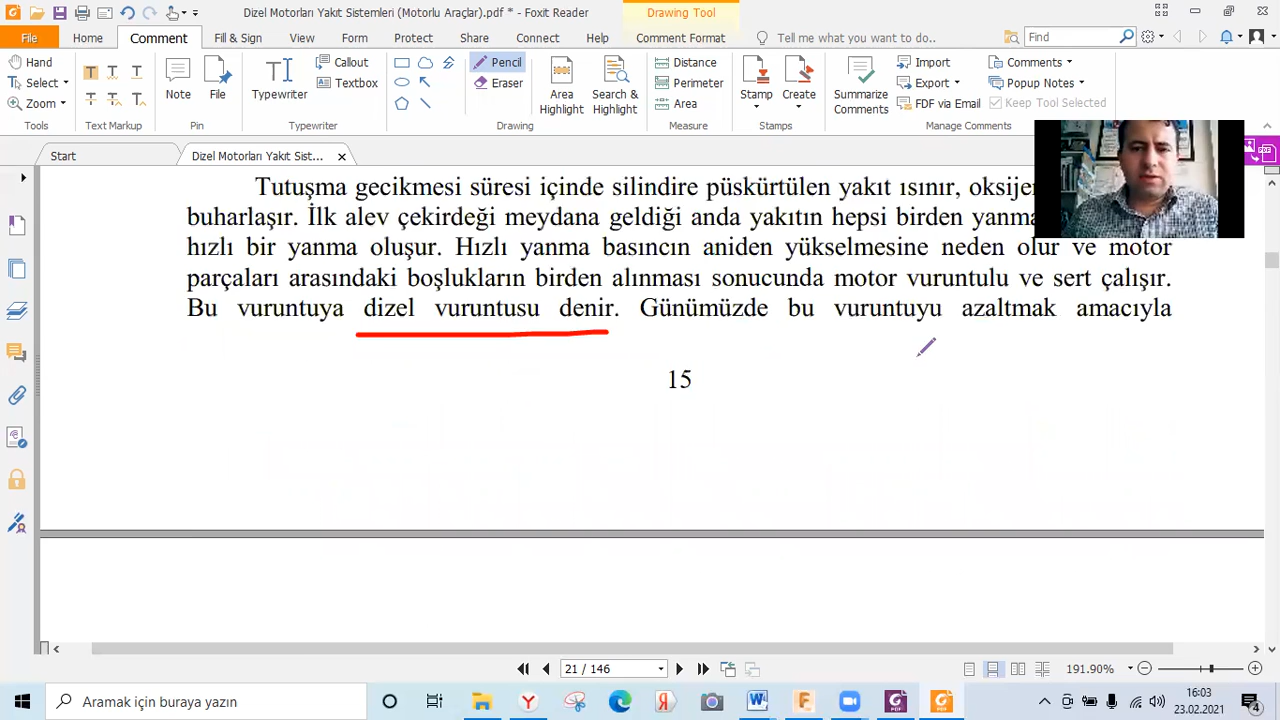 Dizel Motorları Yakıt Sistemleri (Motorlu Araçlar).pdf * - Foxit Reader
Drawing Tool
File Home Comment Fill & Sign View Form Protect Share Connect Help Comment Format Tell me what you want to do.. Find
Hand
Select
Zoom
Tools
Text Markup
Note
File
Pin
Typewriter
Callout
Textbox
Typewriter
Pencil
Eraser
Drawing
Area Highlight
Search & Highlight
Distance
Perimeter
Area
Measure
Stamp
Create
Stamps
Summarize Comments
Import
Export
FDF via Email
Comments
Popup Notes
Keep Tool Selected
Manage Comments
Start
Dizel Motorları Yakıt Sistemi...
Tutuşma gecikmesi süresi içinde silindire püskürtülen yakıt ısınır,
buharlaşır. İlk alev çekirdeği meydana geldiği anda yakıtın hepsi birden
hızlı bir yanma oluşur. Hızlı yanma basıncın aniden yükselmesine neden olur ve motor
parçaları arasındaki boşlukların birden alınması sonucunda motor vuruntulu ve sert çalışır.
Bu vuruntuya dizel vuruntusu denir. Günümüzde bu vuruntuyu azaltmak amacıyla
15
21 / 146
191.90%
Aramak için buraya yazın
16:03
23.02.2021
4